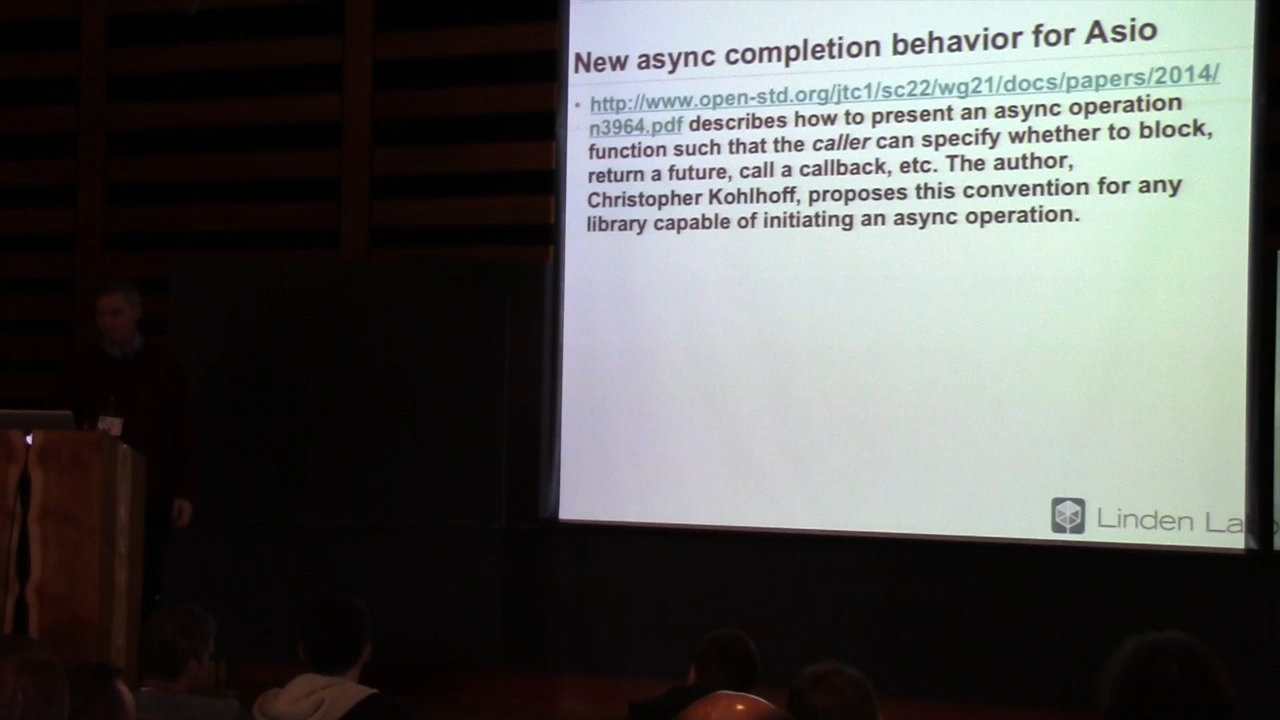 New async completion behavior for Asio
• http://www.open-std.org/jtc1/sc22/wg21/docs/papers/2014/
n3964.pdf describes how to present an async operation
function such that the caller can specify whether to block,
return a future, call a callback, etc. The author,
Christopher Kohlhoff, proposes this convention for any
library capable of initiating an async operation.
Linden Lab